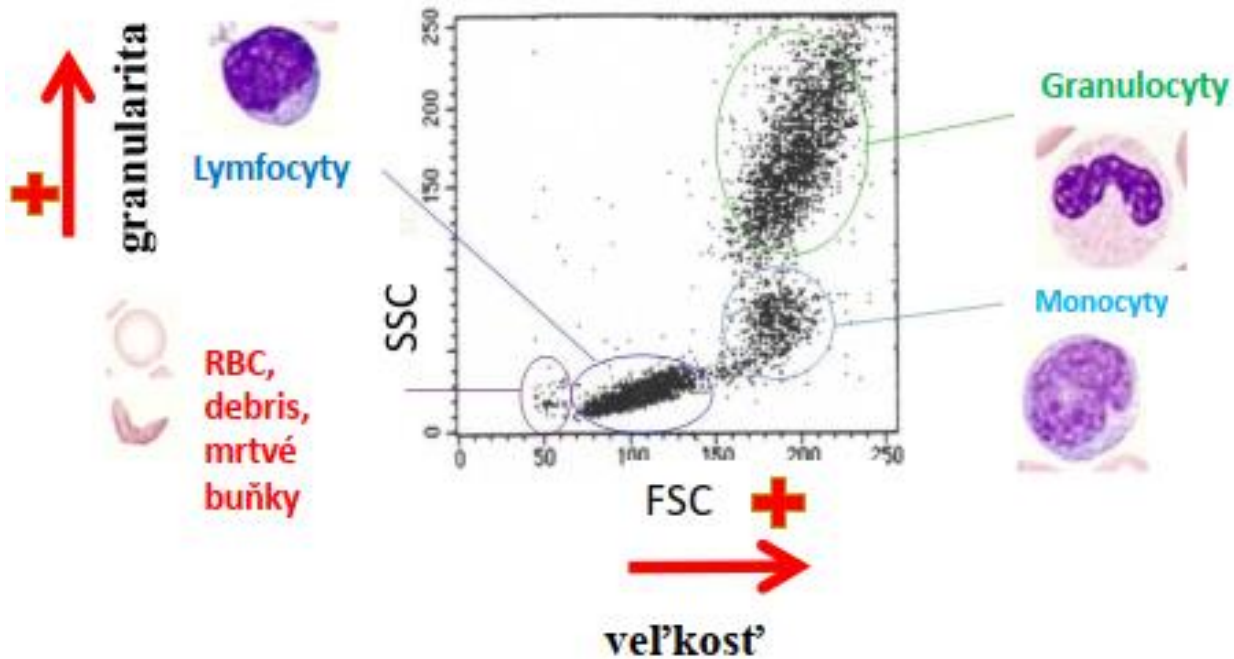 granularita
Lymfocyty
RBC,
debris,
mrtvé
buňky
SSC
250
200
150
0
0 50 100 150 200 250
FSC
veľkosť
Granulocyty
Monocyty